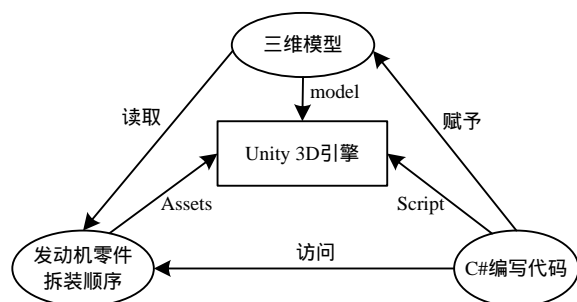 三维模型
model
读取
赋予
Unity 3D引擎
Assets
Script
发动机零件
拆装顺序
访问
C#编写代码